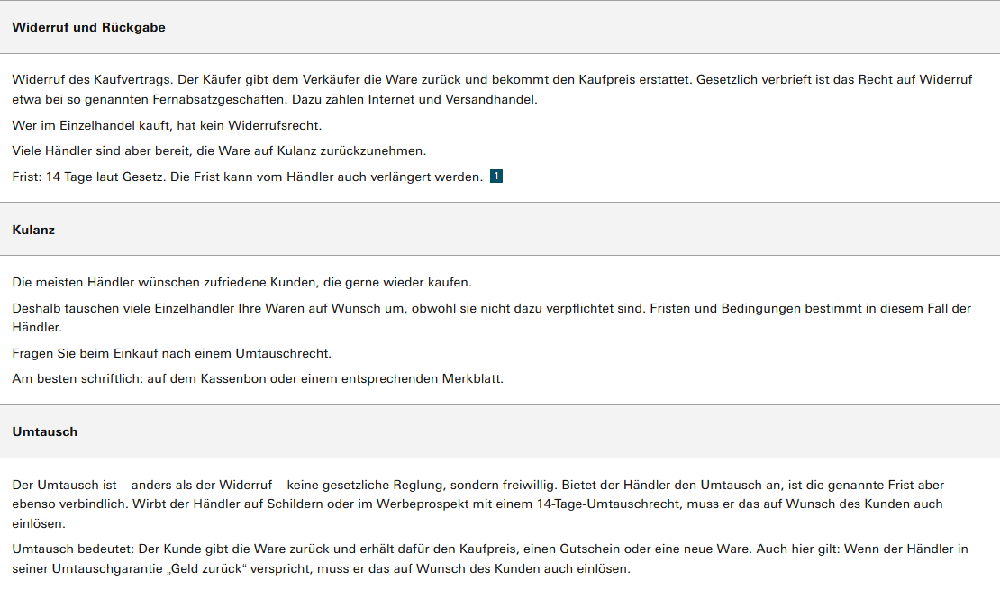 Widerruf und Rückgabe
Widerruf des Kaufvertrags. Der Käufer gibt dem Verkäufer die Ware zurück und bekommt den Kaufpreis erstattet. Gesetzlich verbrieft ist das Recht auf Widerruf
etwa bei so genannten Fernabsatzgeschäften. Dazu zählen Internet und Versandhandel.
Wer im Einzelhandel kauft, hat kein Widerrufsrecht.
Viele Händler sind aber bereit, die Ware auf Kulanz zurückzunehmen.
Frist: 14 Tage laut Gesetz. Die Frist kann vom Händler auch verlängert werden. 1
Kulanz
Die meisten Händler wünschen zufriedene Kunden, die gerne wieder kaufen.
Deshalb tauschen viele Einzelhändler Ihre Waren auf Wunsch um, obwohl sie nicht dazu verpflichtet sind. Fristen und Bedingungen bestimmt in diesem Fall der
Händler.
Fragen Sie beim Einkauf nach einem Umtauschrecht.
Am besten schriftlich: auf dem Kassenbon oder einem entsprechenden Merkblatt.
Umtausch
Der Umtausch ist – anders als der Widerruf – keine gesetzliche Reglung, sondern freiwillig. Bietet der Händler den Umtausch an, ist die genannte Frist aber
ebenso verbindlich. Wirbt der Händler auf Schildern oder im Werbeprospekt mit einem 14-Tage-Umtauschrecht, muss er das auf Wunsch des Kunden auch
einlösen.
Umtausch bedeutet: Der Kunde gibt die Ware zurück und erhält dafür den Kaufpreis, einen Gutschein oder eine neue Ware. Auch hier gilt: Wenn der Händler in
seiner Umtauschgarantie „Geld zurück“ verspricht, muss er das auf Wunsch des Kunden auch einlösen.